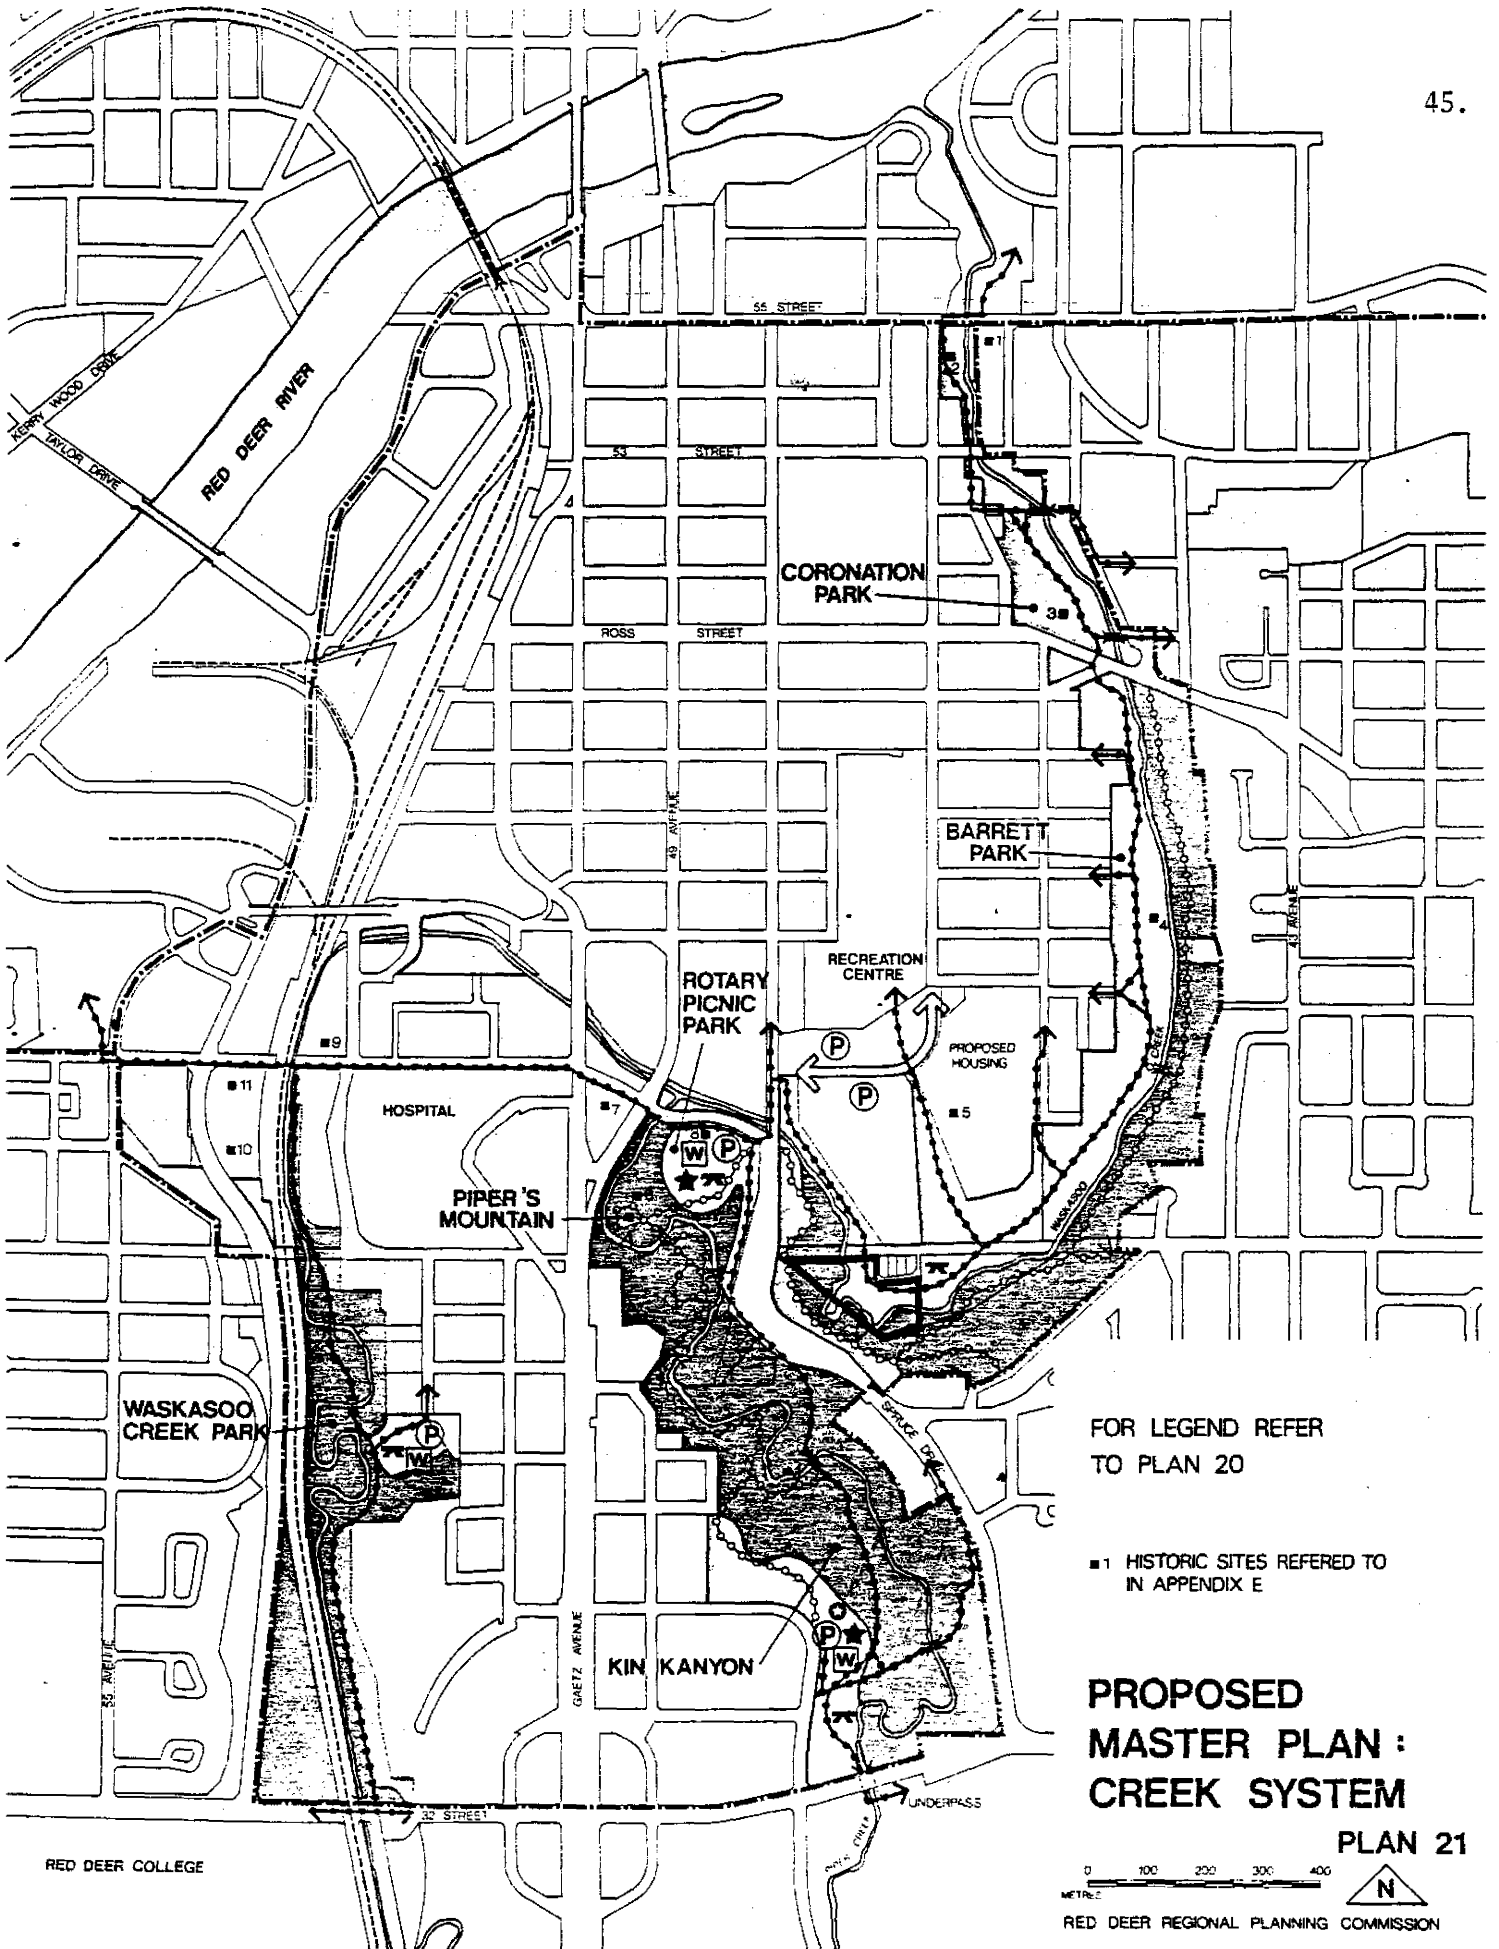 45.
55 STREET
KERRY WOOD DRIVE
TAYLOR DRIVE
RED DEER RIVER
1
2
53 STREET
CORONATION
PARK
3
ROSS STREET
49 AVENUE
BARRETT
PARK
4
43 AVENUE
RECREATION
CENTRE
ROTARY
PICNIC
PARK
P
PROPOSED
HOUSING
CREEK
9
11
HOSPITAL
7
P
5
10
8
W
P
PIPER'S
MOUNTAIN
6
WASKASOO
WASKASOO
CREEK PARK
P
W
SPRUCE
FOR LEGEND REFER
TO PLAN 20
1 HISTORIC SITES REFERED TO
IN APPENDIX E
55 AVENUE
GAETZ AVENUE
KIN KANYON
P
W
PROPOSED
MASTER PLAN :
CREEK SYSTEM
PLAN 21
32 STREET
UNDERPASS
CREEK
RED DEER COLLEGE
0 100 200 300 400
METRES
N
RED DEER REGIONAL PLANNING COMMISSION